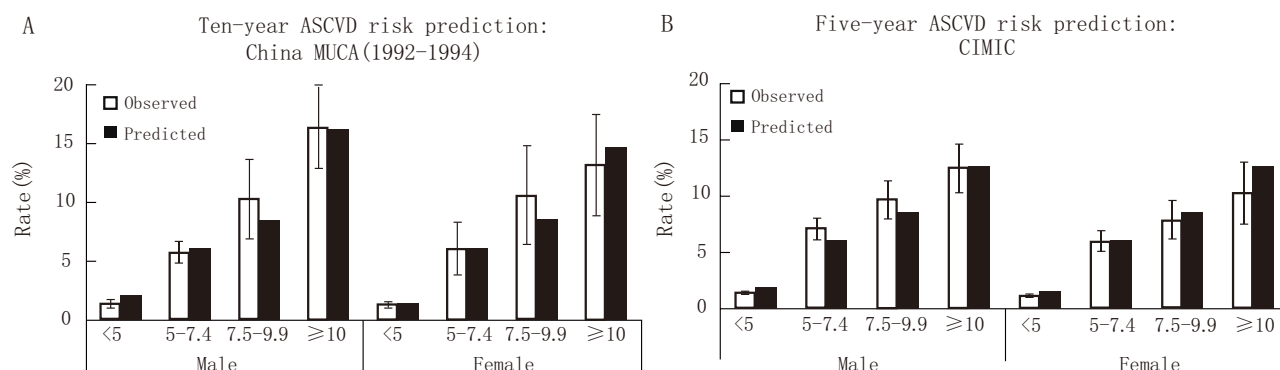 A
Ten-year ASCVD risk prediction:
China MUCA(1992-1994)
20
15
10
5
0
Rate(%)
Observed
Predicted
<5
5-7.4
7.5-9.9
≥10
<5
5-7.4
7.5-9.9
≥10
Male
Female
B
Five-year ASCVD risk prediction:
CIMIC
20
15
10
5
0
Rate(%)
Observed
Predicted
<5
5-7.4
7.5-9.9
≥10
<5
5-7.4
7.5-9.9
≥10
Male
Female